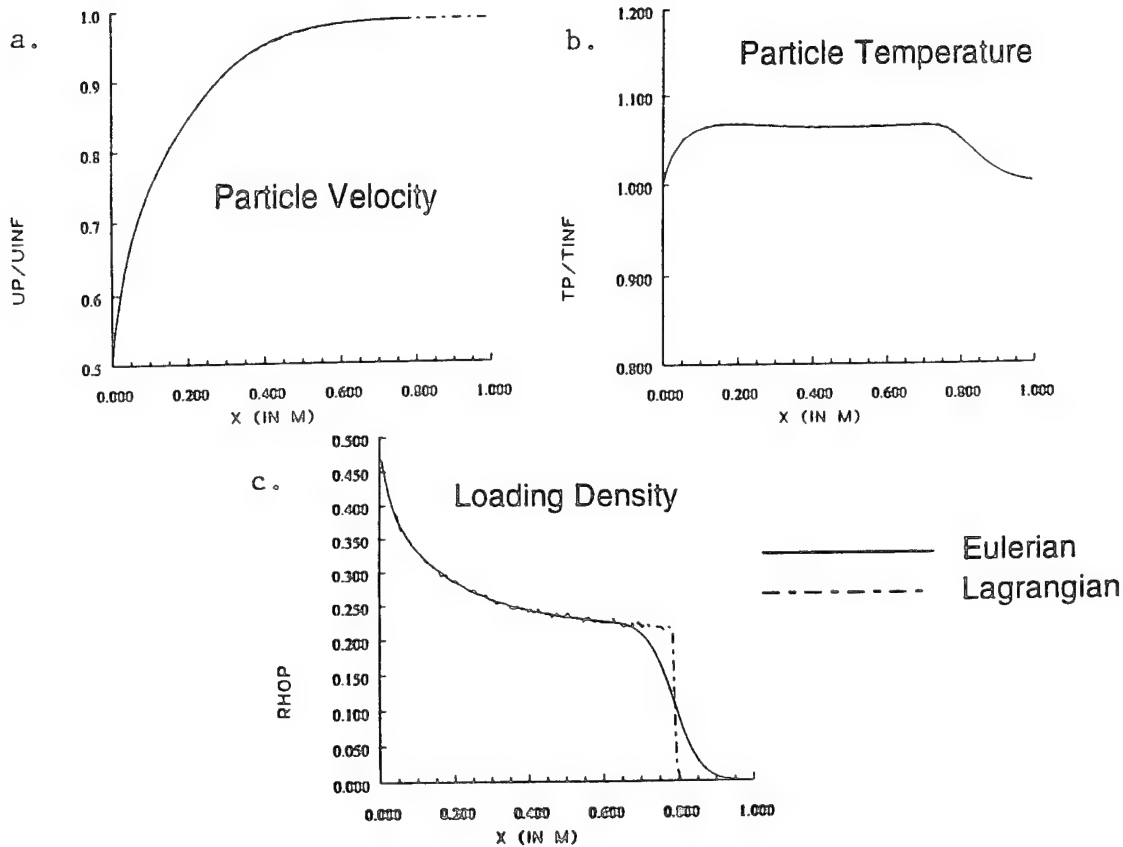 a.
1.0
0.9
0.8
0.7
0.6
0.5
UP/UINF
Particle Velocity
0.000 0.200 0.400 0.600 0.800 1.000
X (IN M)
b.
1.200
1.100
1.000
0.900
0.800
TP/TINF
Particle Temperature
0.000 0.200 0.400 0.600 0.800 1.000
X (IN M)
c.
0.500
0.450
0.400
0.350
0.300
0.250
0.200
0.150
0.100
0.050
0.000
RHOP
Loading Density
0.000 0.200 0.400 0.600 0.800 1.000
X (IN M)
Eulerian
Lagrangian